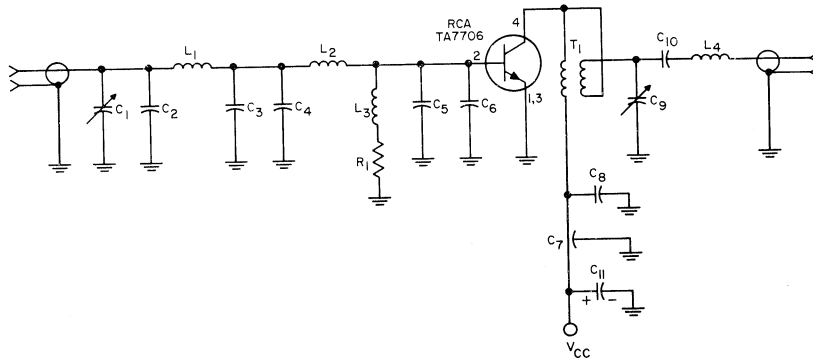 RCA
TA7706
4
2
1,3
L1
L2
L3
R1
C1
C2
C3
C4
C5
C6
T1
C10
L4
C9
C8
C7
C11
+ -
VCC